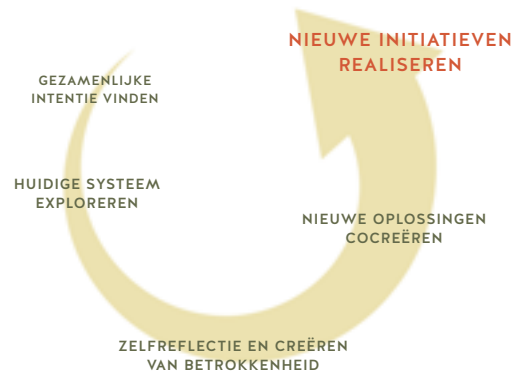 NIEUWE INITIATIEVEN
REALISEREN
GEZAMENLIJKE
INTENTIE VINDEN
HUIDIGE SYSTEEM
EXPLOREREN
NIEUWE OPLOSSINGEN
COCREËREN
ZELFREFLECTIE EN CREËREN
VAN BETROKKENHEID